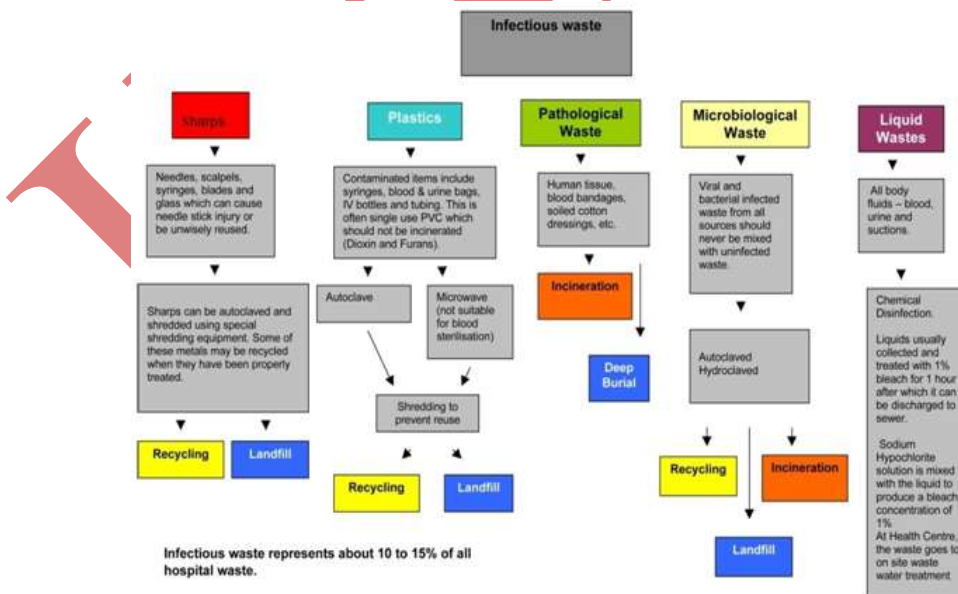 Infectious waste
Sharps
Needles, scalpels,
syringes, blades and
glass which can cause
needle stick injury or
be unwisely reused.
Sharps can be autoclaved and
shredded using special
shredding equipment. Some of
these metals may be recycled
when they have been properly
treated.
Recycling
Landfill
Plastics
Contaminated items include
syringes, blood & urine bags,
IV bottles and tubing. This is
often single use PVC which
should not be incinerated
(Dioxin and Furans).
Autoclave
Microwave
(not suitable
for blood
sterilisation)
Shredding to
prevent reuse
Recycling
Landfill
Pathological
Waste
Human tissue,
blood bandages,
soiled cotton
dressings, etc.
Incineration
Deep
Burial
Microbiological
Waste
Viral and
bacterial infected
waste from all
sources should
never be mixed
with uninfected
waste.
Autoclaved
Hydroclaved
Recycling
Incineration
Landfill
Liquid
Wastes
All body
fluids – blood,
urine and
suctions.
Chemical
Disinfection.
Liquids usually
collected and
treated with 1%
bleach for 1 hour
after which it can
be discharged to
sewer.
Sodium
Hypochlorite
solution is mixed
with the liquid to
produce a bleach
concentration of
1%
At Health Centre,
the waste goes to
on site waste
water treatment
Infectious waste represents about 10 to 15% of all
hospital waste.